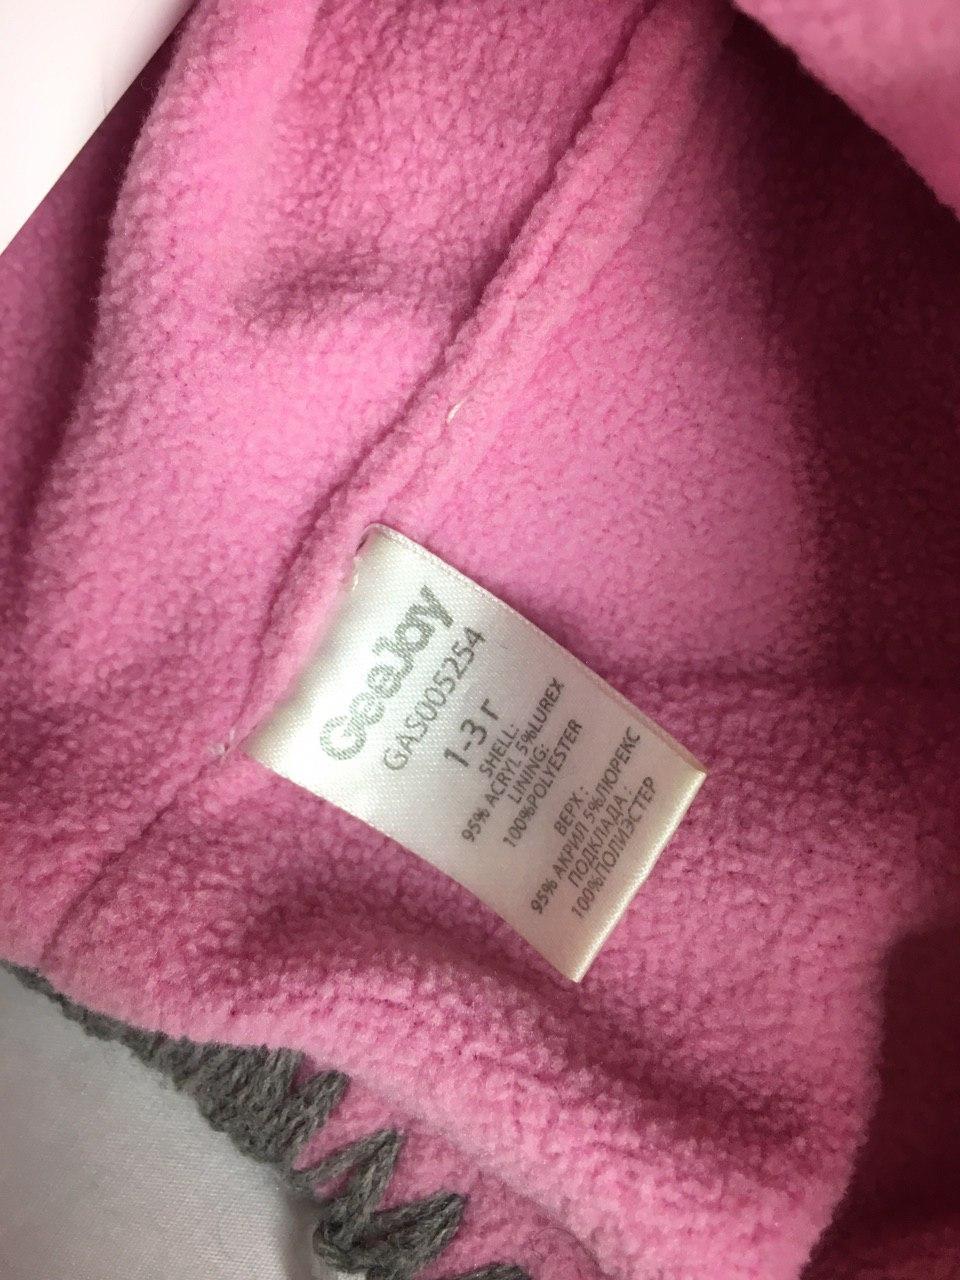 GeeJay
GAS005254
1-3 г
SHELL:
95% ACRYL 5%LUREX
LINING:
100%POLYESTER
ВЕРХ:
95% АКРИЛ 5%ЛЮРЕКС
ПОДКЛАДА:
100%ПОЛИЭСТЕР